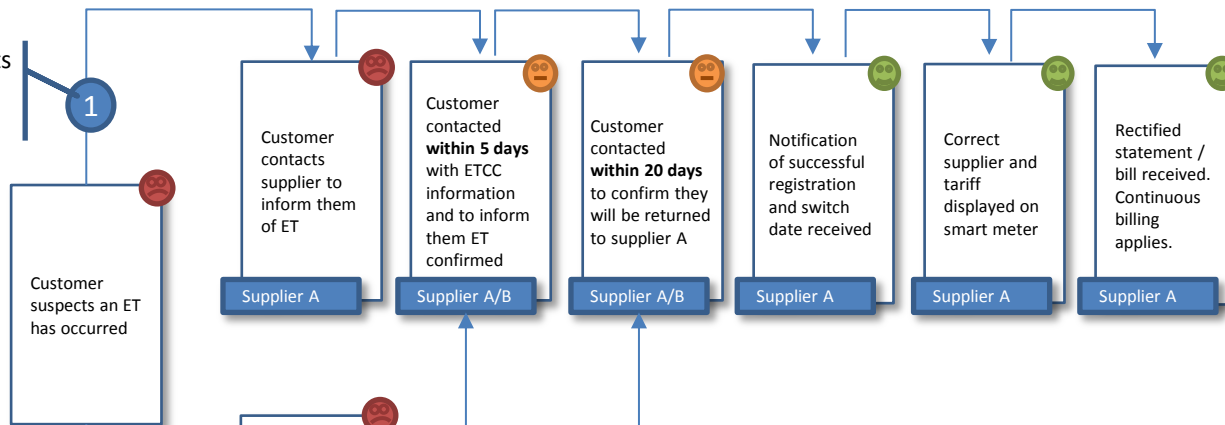 1
Customer
suspects an ET
has occurred
Customer
contacts
supplier to
inform them
of ET
Supplier A
Customer
contacted
within 5 days
with ETCC
information
and to inform
them ET
confirmed
Supplier A/B
Customer
contacted
within 20 days
to confirm they
will be returned
to supplier A
Supplier A/B
Notification
of successful
registration
and switch
date received
Supplier A
Correct
supplier and
tariff
displayed on
smart meter
Supplier A
Rectified
statement /
bill received.
Continuous
billing
applies.
Supplier A